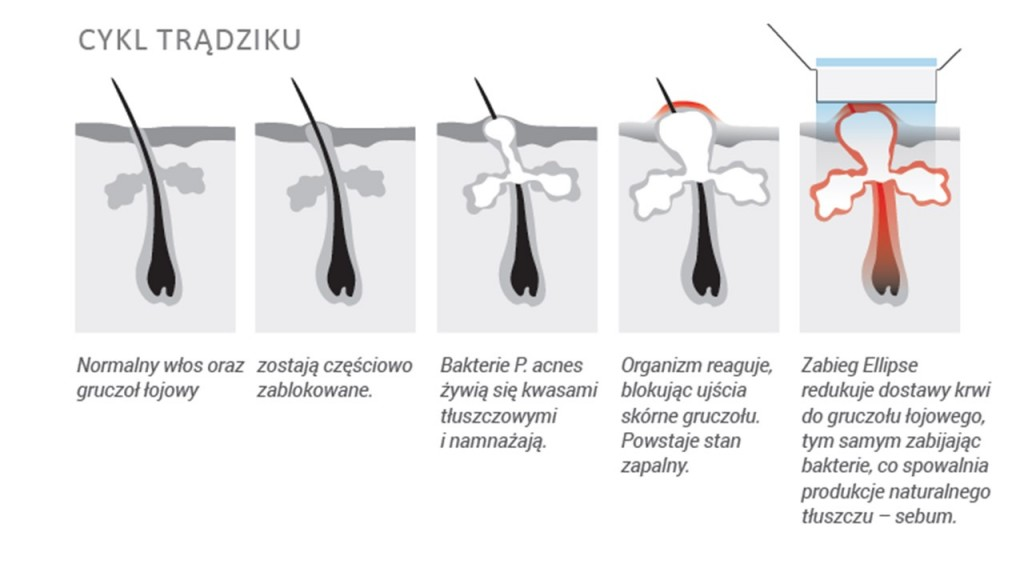 CYKL TRĄDZIKU
Normalny włos oraz
gruczoł łojowy
zostają częściowo
zablokowane.
Bakterie P. acnes
żywią się kwasami
tłuszczowymi
i namnażają.
Organizm reaguje,
blokując ujścia
skórne gruczołu.
Powstaje stan
zapalny.
Zabieg Ellipse
redukuje dostawy krwi
do gruczołu łojowego,
tym samym zabijając
bakterie, co spowalnia
produkcje naturalnego
tłuszczu – sebum.